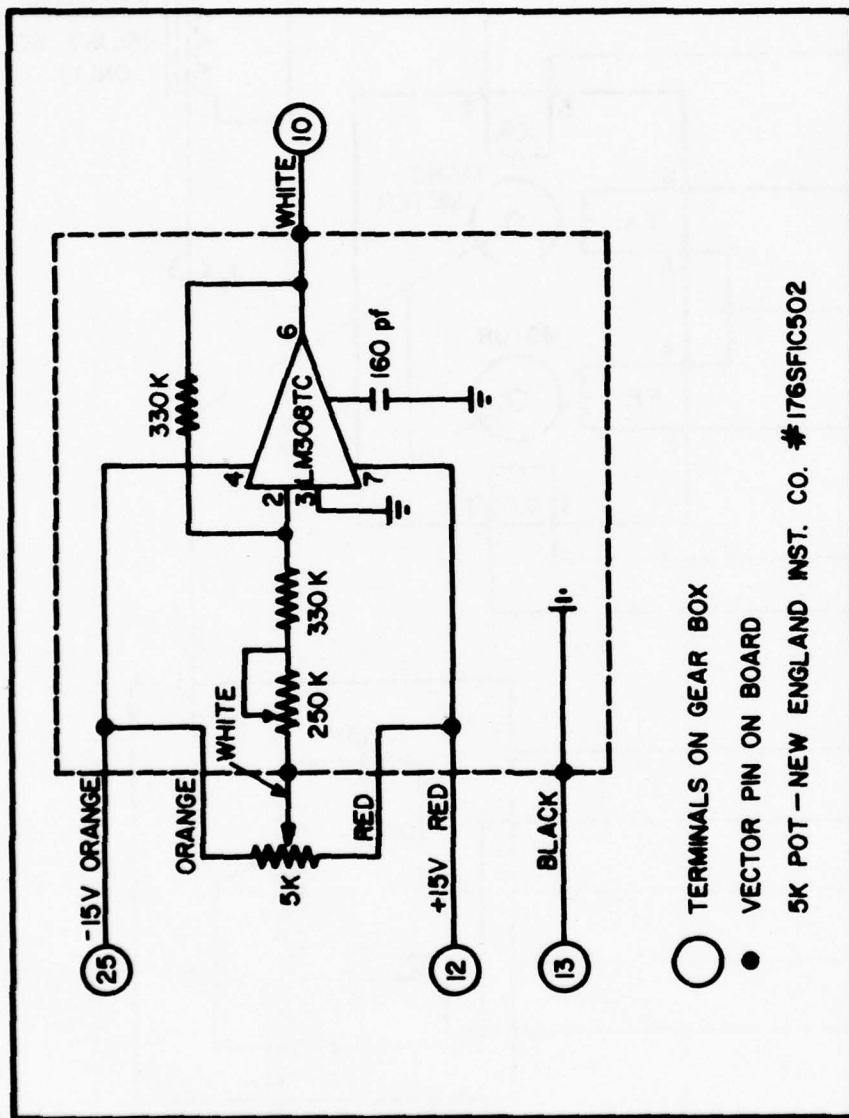 25
-15V ORANGE
ORANGE
WHITE
5K
RED
250K
330K
330K
4
2
3
7
6
LM308TC
160 pf
WHITE
10
12
+15V RED
13
BLACK
TERMINALS ON GEAR BOX
VECTOR PIN ON BOARD
5K POT-NEW ENGLAND INST. CO. #176SFIC502